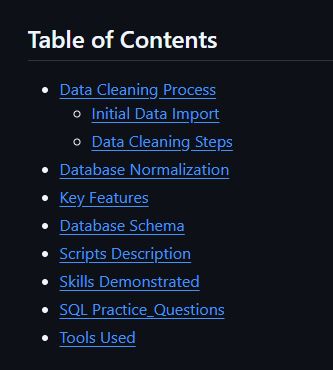 Table of Contents
Data Cleaning Process
Initial Data Import
Data Cleaning Steps
Database Normalization
Key Features
Database Schema
Scripts Description
Skills Demonstrated
SQL Practice_Questions
Tools Used